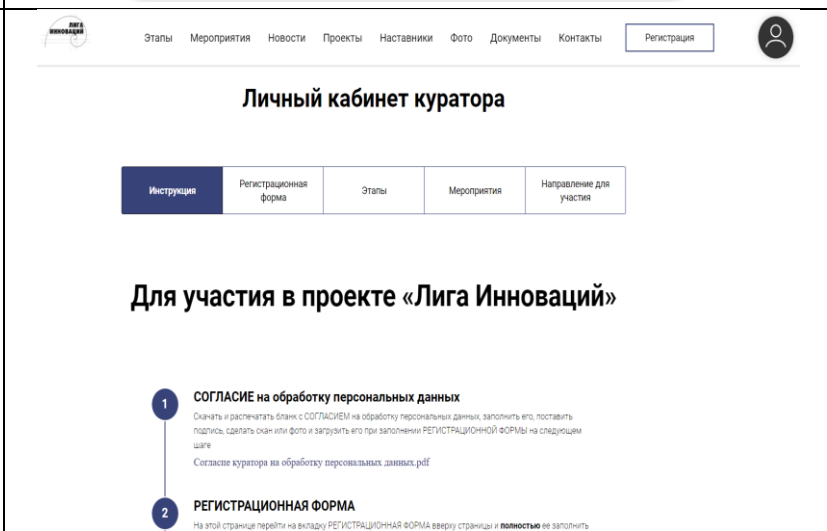 ЛИГА
ИННОВАЦИЙ
Этапы Мероприятия Новости Проекты Наставники Фото Документы Контакты Регистрация
Личный кабинет куратора
Инструкция Регистрационная форма Этапы Мероприятия Направление для участия
Для участия в проекте «Лига Инноваций»
1 СОГЛАСИЕ на обработку персональных данных
Скачать и распечатать бланк с СОГЛАСИЕМ на обработку персональных данных, заполнить его, поставить
подпись, сделать скан или фото и загрузить его при заполнении РЕГИСТРАЦИОННОЙ ФОРМЫ на следующем
шаге
Согласие куратора на обработку персональных данных.pdf
2 РЕГИСТРАЦИОННАЯ ФОРМА
На этой странице перейти на вкладку РЕГИСТРАЦИОННАЯ ФОРМА вверху страницы и полностью ее заполнить